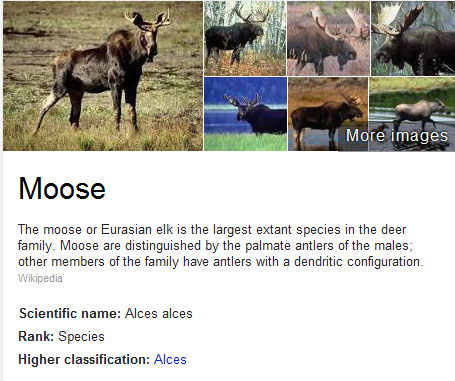 More images
Moose
The moose or Eurasian elk is the largest extant species in the deer
family. Moose are distinguished by the palmate antlers of the males;
other members of the family have antlers with a dendritic configuration.
Wikipedia
Scientific name: Alces alces
Rank: Species
Higher classification: Alces